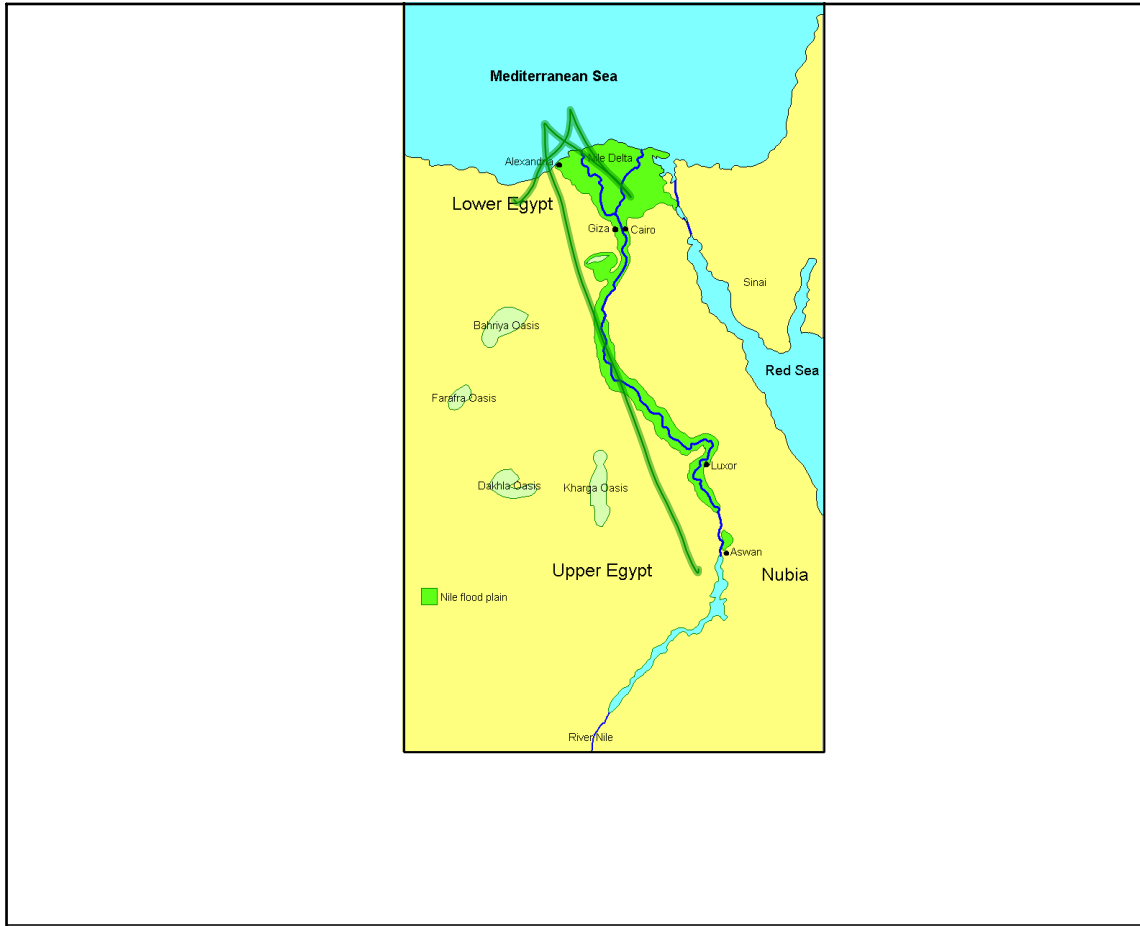 Mediterranean Sea
Alexandria
Nile Delta
Lower Egypt
Giza
Cairo
Sinai
Bahriya Oasis
Red Sea
Farafra Oasis
Luxor
Dakhla Oasis
Kharga Oasis
Aswan
Upper Egypt
Nubia
Nile flood plain
River Nile